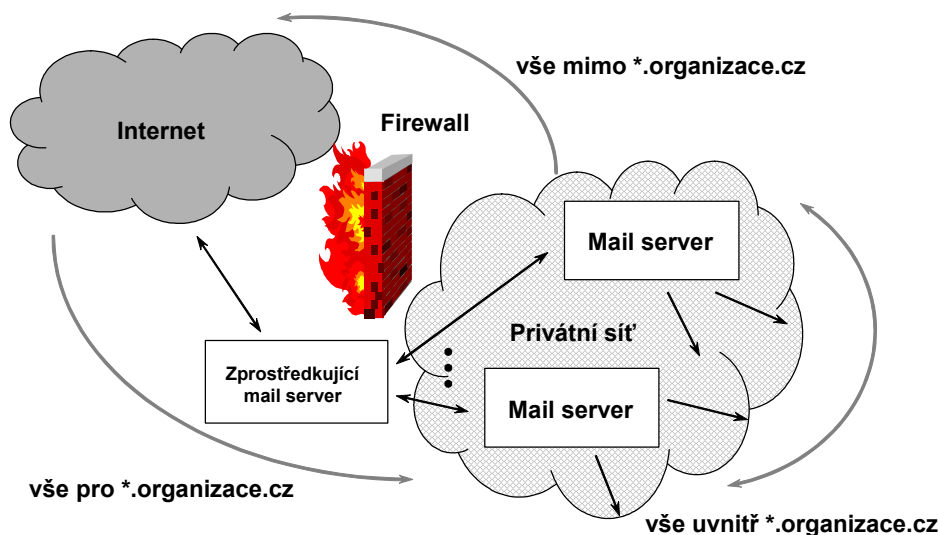 vše mimo *.organizace.cz
Internet
Firewall
Mail server
Privátní síť
Zprostředkující
mail server
Mail server
vše pro *.organizace.cz
vše uvnitř *.organizace.cz